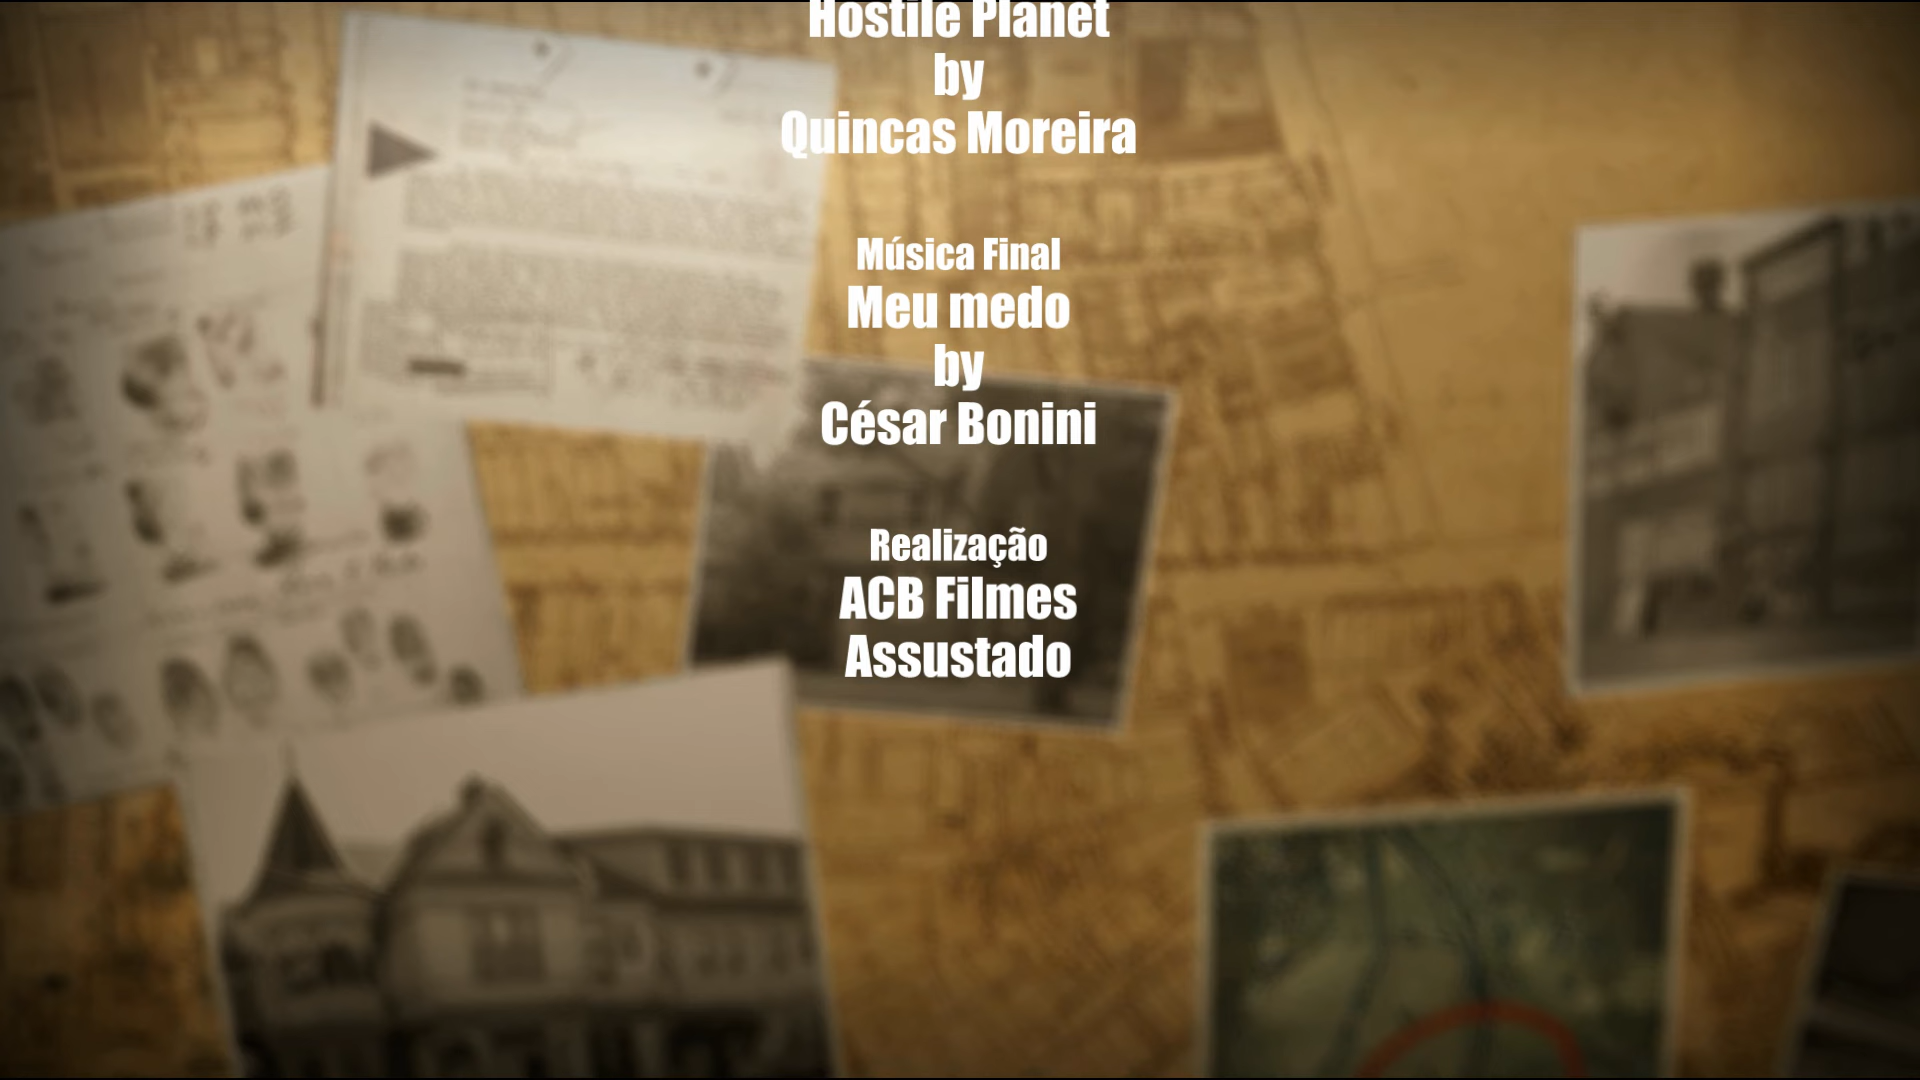 Hostile Planet
by
Quincas Moreira
Música Final
Meu medo
by
César Bonini
Realização
ACB Filmes
Assustado